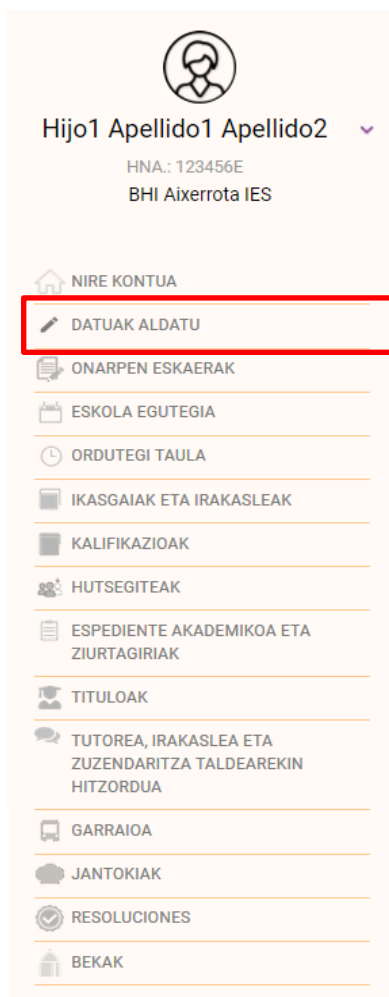 Hijo1 Apellido1 Apellido2
HNA.: 123456E
BHI Aixerrota IES
NIRE KONTUA
DATUAK ALDATU
ONARPEN ESKAERAK
ESKOLA EGUTEGIA
ORDUTEGI TAULA
IKASGAIAK ETA IRAKASLEAK
KALIFIKAZIOAK
HUTSEGITEAK
ESPEDIENTE AKADEMIKOA ETA
ZIURTAGIRIAK
TITULOAK
TUTOREA, IRAKASLEA ETA
ZUZENDARITZA TALDEAREKIN
HITZORDUA
GARRAIOA
JANTOKIAK
RESOLUCIONES
BEKAK